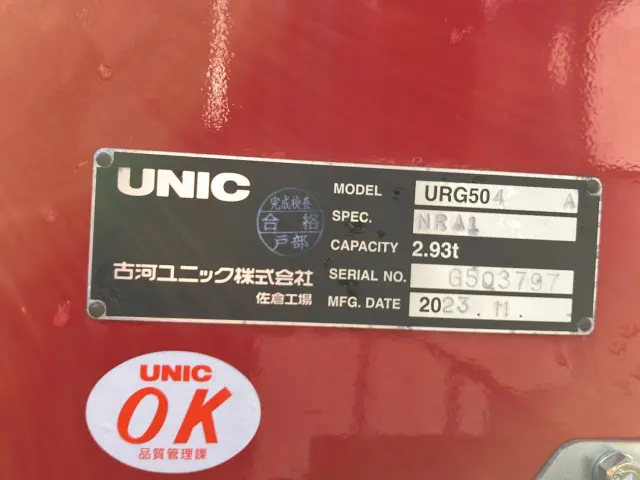 UNIC
完成検査
合格
戸部
古河ユニック株式会社
佐倉工場
MODEL URG504 A
SPEC. NRA1
CAPACITY 2.93t
SERIAL NO. G5Q3797
MFG. DATE 2023.11.
UNIC
OK
品質管理課